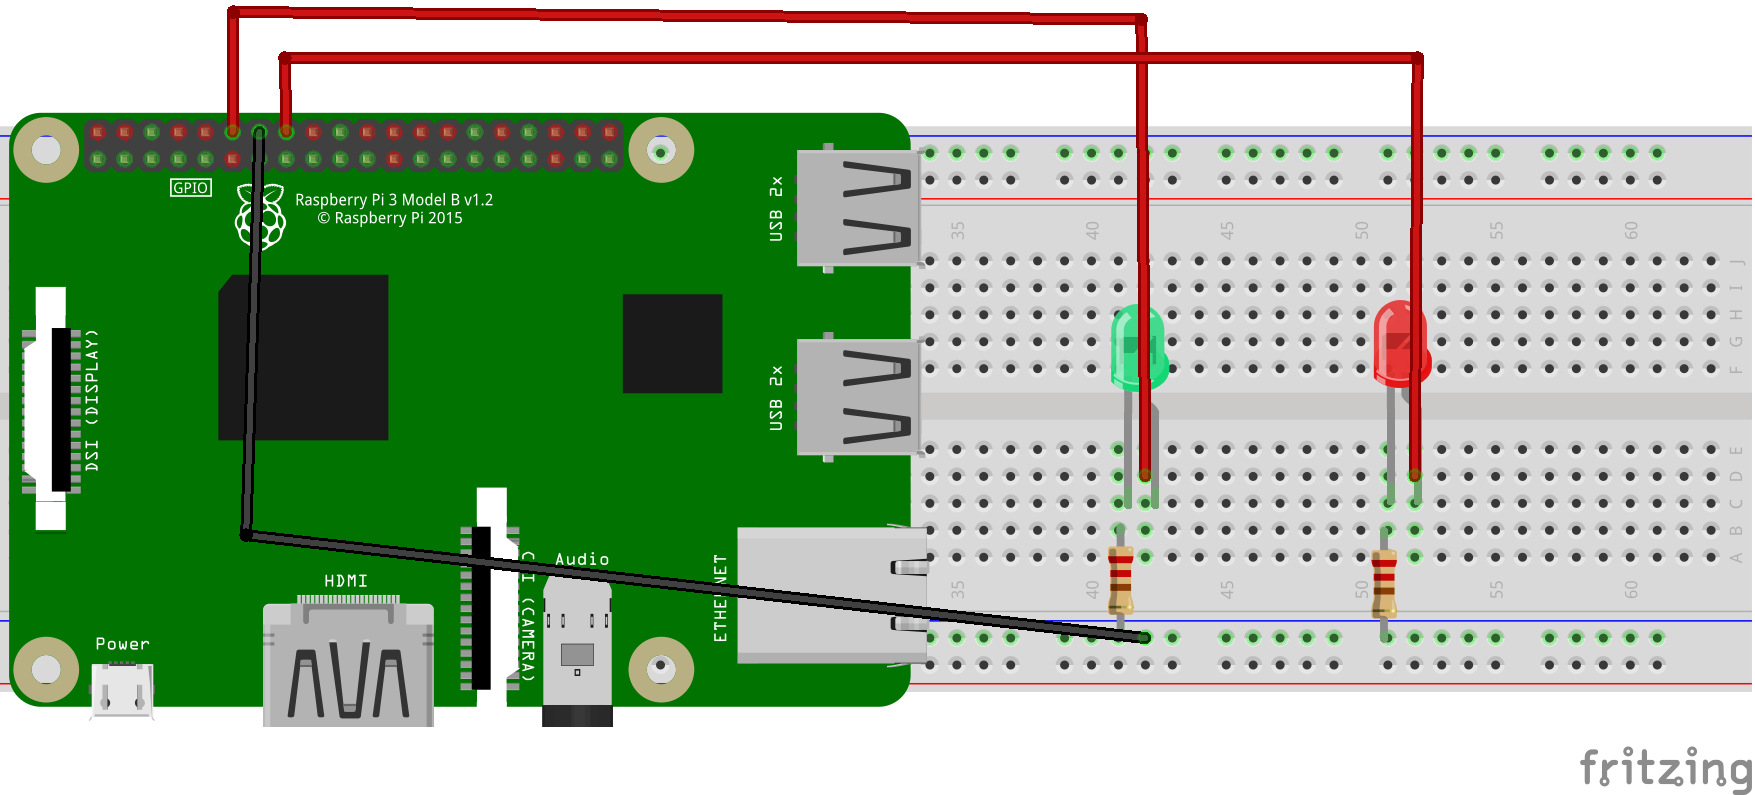 GPIO
Raspberry Pi 3 Model B v1.2
© Raspberry Pi 2015
USB 2x
USB 2x
DSI (DISPLAY)
Power
HDMI
CSI (CAMERA)
Audio
ETHERNET
35
40
45
50
55
60
J
I
H
G
F
E
D
C
B
A
35
45
50
55
60
fritzing